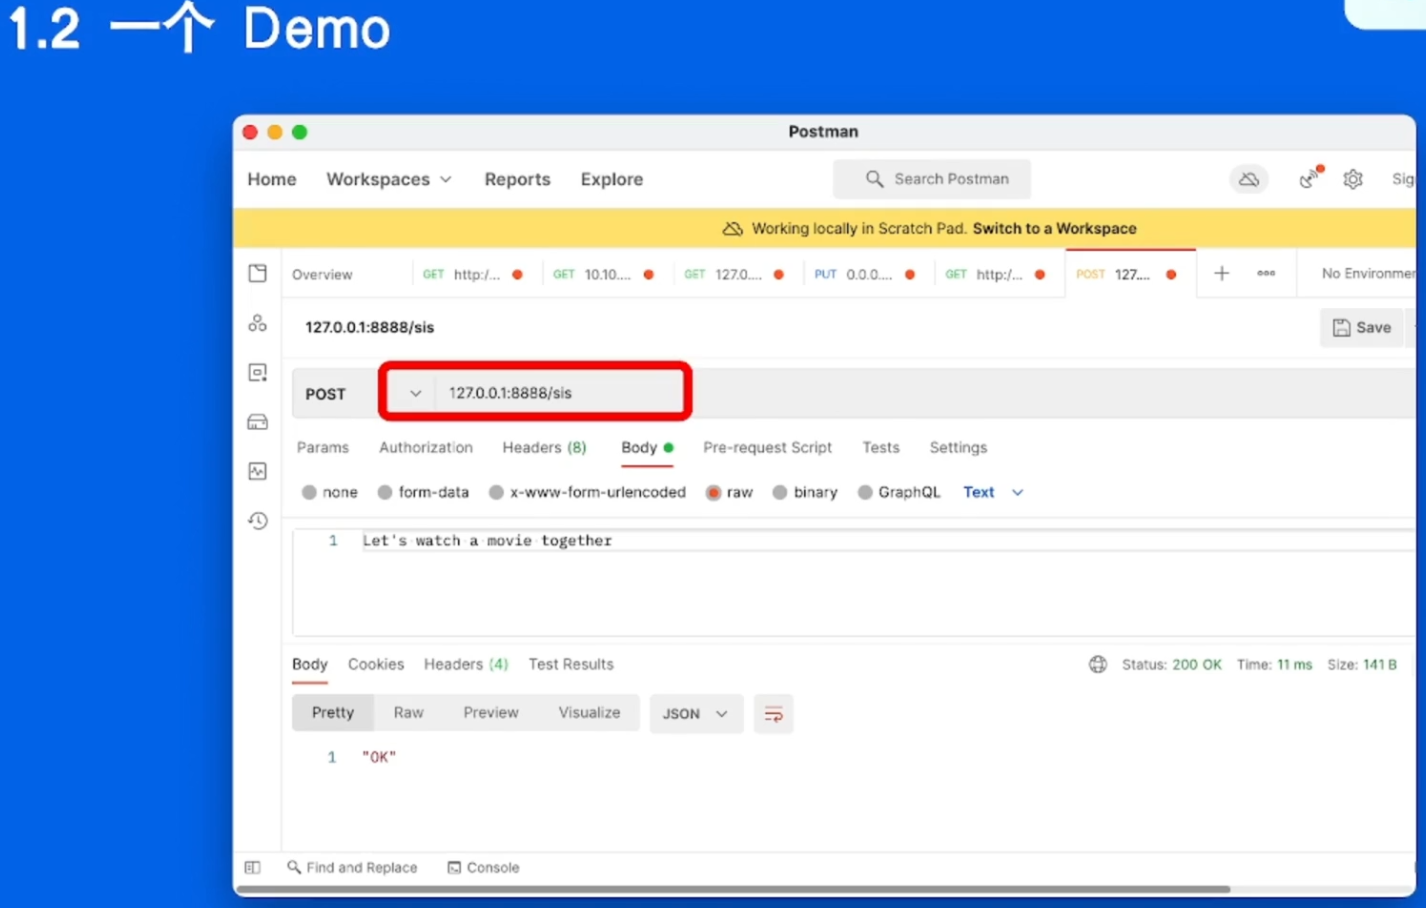 1.2 一个 Demo
Postman
Home Workspaces Reports Explore Search Postman
Working locally in Scratch Pad. Switch to a Workspace
Overview GET http:/... GET 10.10.... GET 127.0.... PUT 0.0.0.... GET http:/... POST 127.... No Environmen
127.0.0.1:8888/sis Save
POST 127.0.0.1:8888/sis
Params Authorization Headers (8) Body Pre-request Script Tests Settings
none form-data x-www-form-urlencoded raw binary GraphQL Text
1 Let's watch a movie together
Body Cookies Headers (4) Test Results Status: 200 OK Time: 11 ms Size: 141 B
Pretty Raw Preview Visualize JSON
1 "OK"
Find and Replace Console